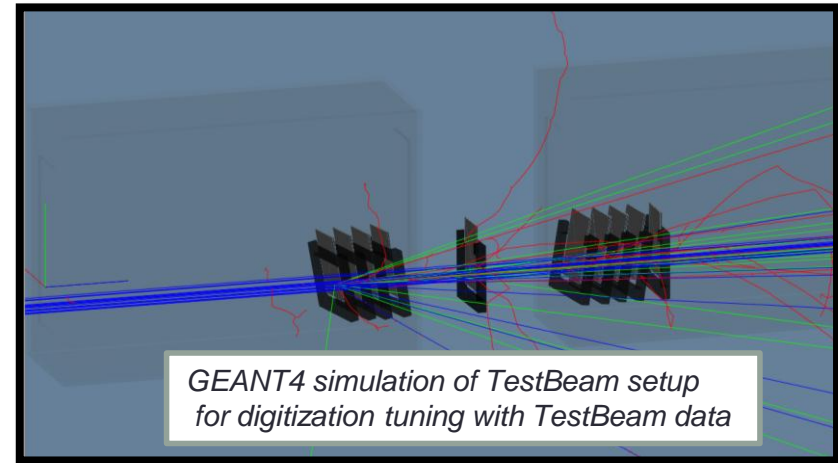 GEANT4 simulation of TestBeam setup
for digitization tuning with TestBeam data